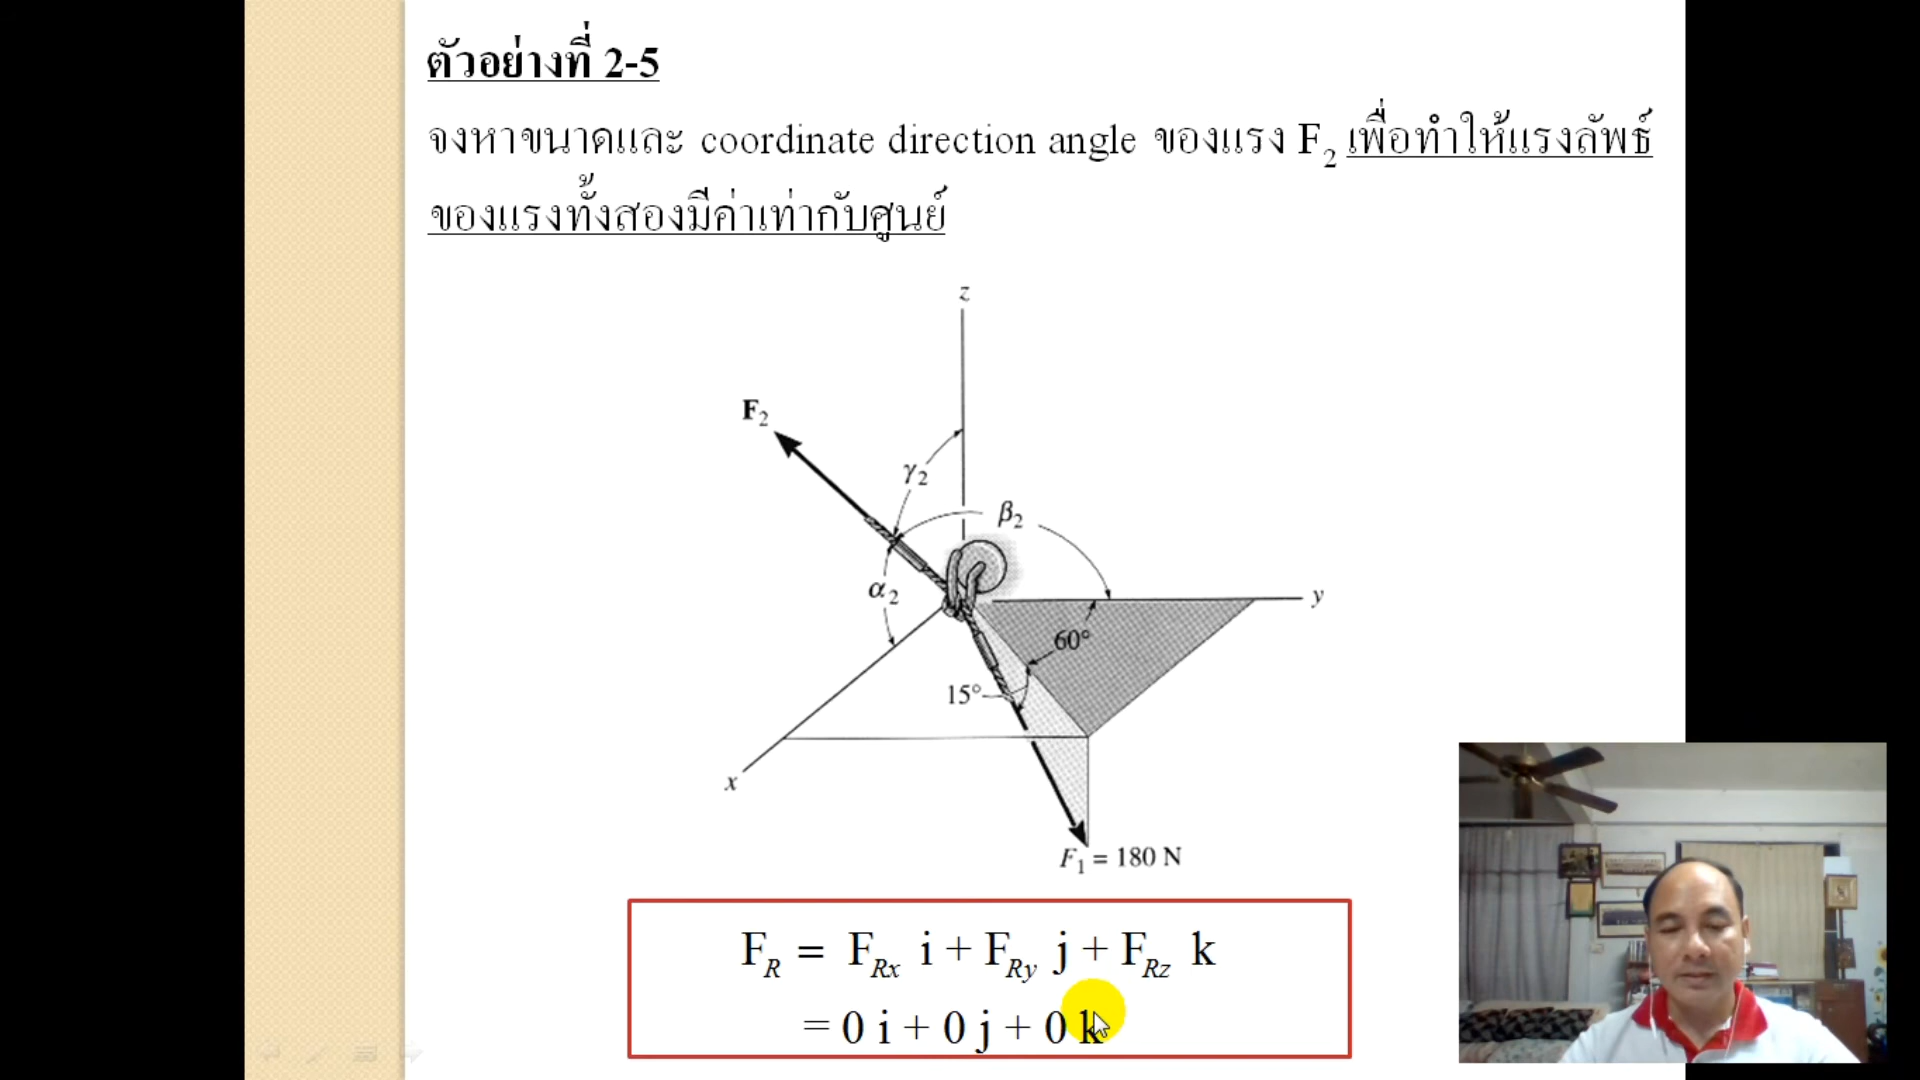 ตัวอย่างที่ 2-5
จงหาขนาดและ coordinate direction angle ของแรง F2 เพื่อทำให้แรงลัพธ์
ของแรงทั้งสองมีค่าเท่ากับศูนย์
z
F2
γ2
β2
α2
y
60°
15°
x
F1 = 180 N
FR = FRx i + FRy j + FRz k
= 0 i + 0 j + 0 k